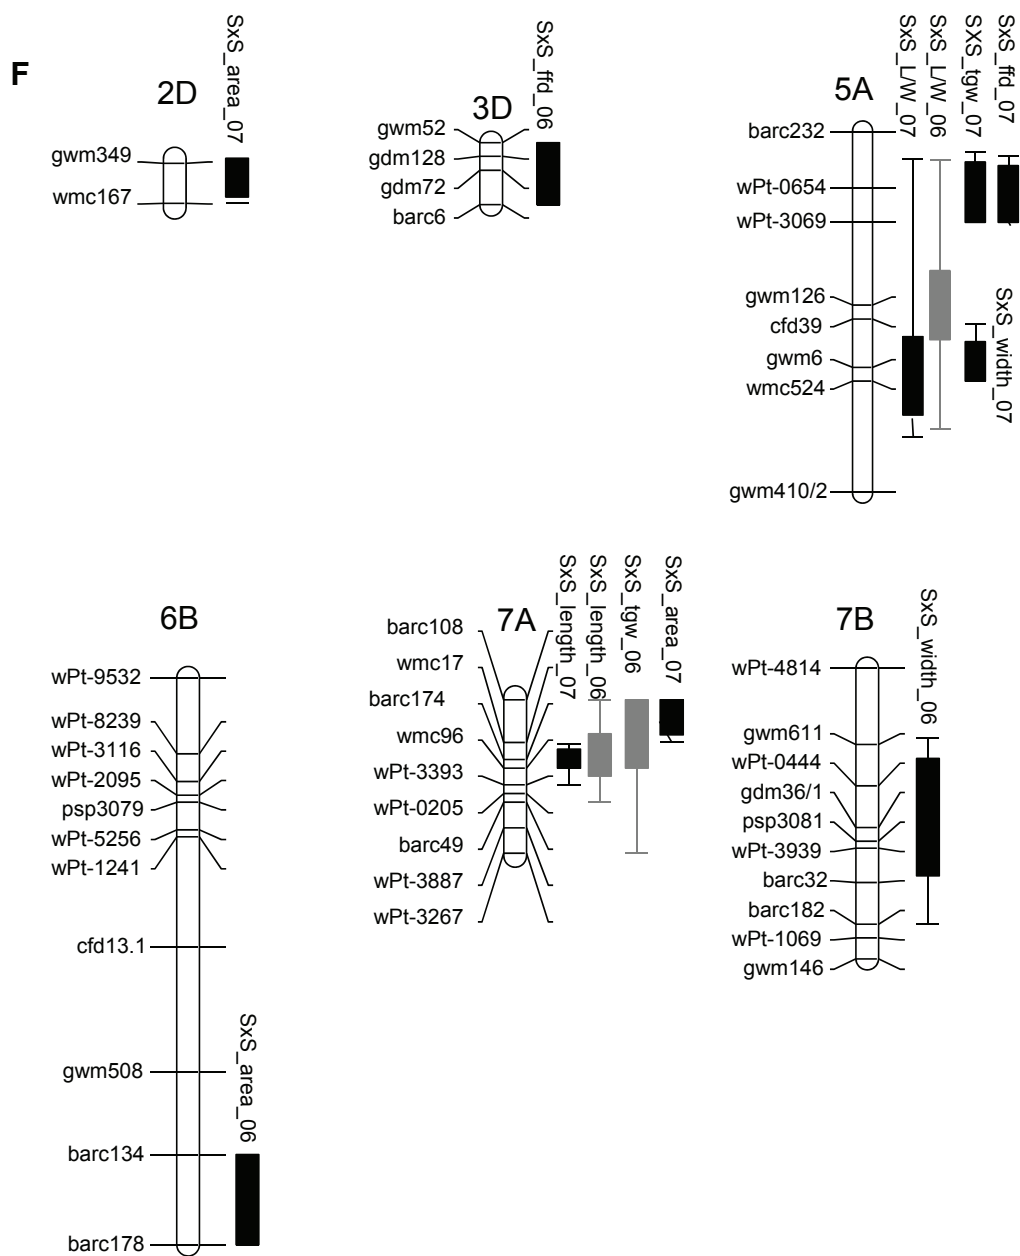 F
2D
SxS_area_07
gwm349
wmc167
3D
SxS_ffd_06
gwm52
gdm128
gdm72
barc6
5A
SxS_L/W_07
SxS_L/W_06
SXS_tgw_07
SxS_ffd_07
barc232
wPt-0654
wPt-3069
gwm126
cfd39
gwm6
wmc524
gwm410/2
SxS_width_07
6B
wPt-9532
wPt-8239
wPt-3116
wPt-2095
psp3079
wPt-5256
wPt-1241
cfd13.1
gwm508
barc134
barc178
SxS_area_06
7A
SxS_length_07
SxS_length_06
SxS_tgw_06
SxS_area_07
barc108
wmc17
barc174
wmc96
wPt-3393
wPt-0205
barc49
wPt-3887
wPt-3267
7B
SxS_width_06
wPt-4814
gwm611
wPt-0444
gdm36/1
psp3081
wPt-3939
barc32
barc182
wPt-1069
gwm146